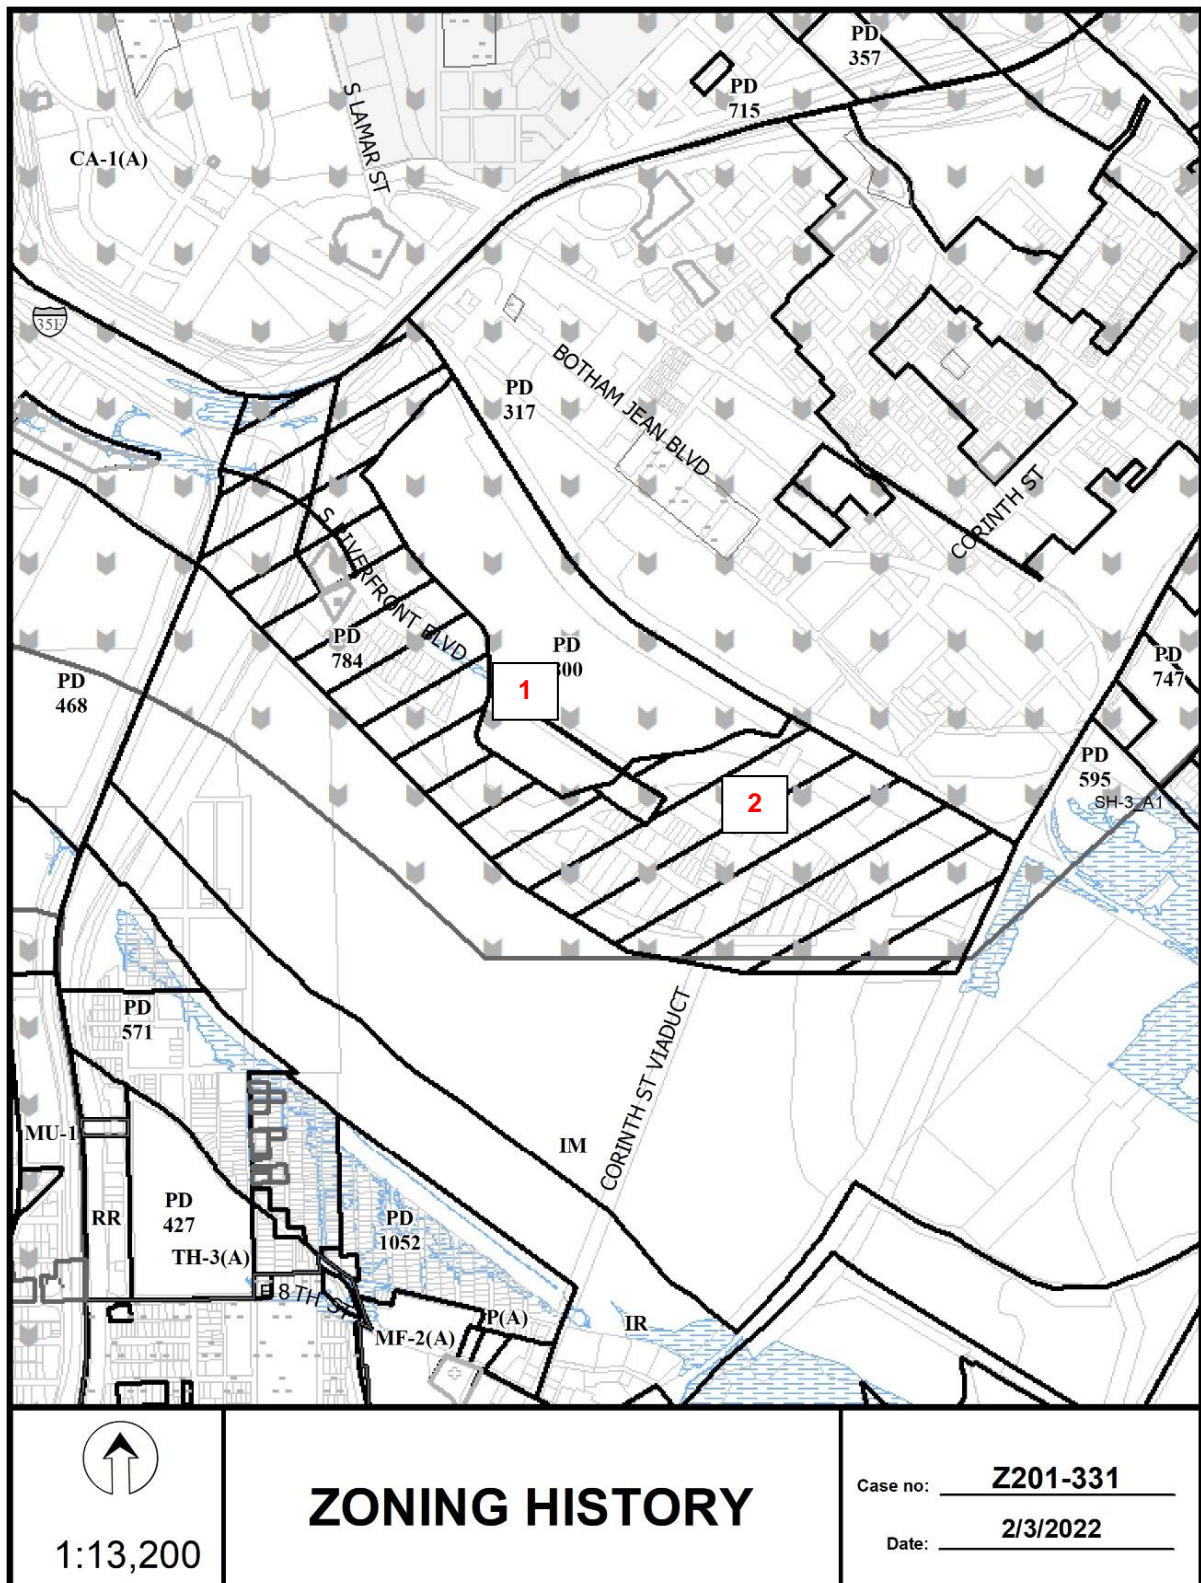 PD
357
PD
715
S LAMAR ST
CA-1(A)
35E
PD
317
BOTHAM JEAN BLVD
CORINTH ST
S RIVERFRONT BLVD
PD
784
PD
800
1
PD
468
PD
747
PD
595
SH-3_A1
2
PD
571
CORINTH ST VIADUCT
MU-1
IM
RR
PD
427
PD
1052
TH-3(A)
E 8TH ST
P(A)
IR
MF-2(A)
1:13,200
ZONING HISTORY
Case no: Z201-331
Date: 2/3/2022